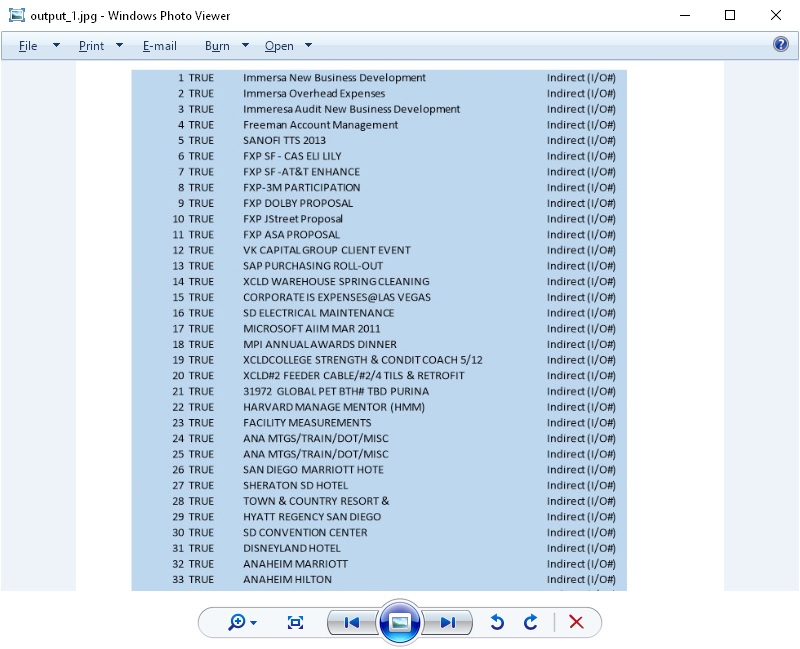 output_1.jpg - Windows Photo Viewer
File Print E-mail Burn Open
1 TRUE Immersa New Business Development Indirect (I/O#)
2 TRUE Immersa Overhead Expenses Indirect (I/O#)
3 TRUE Immeresa Audit New Business Development Indirect (I/O#)
4 TRUE Freeman Account Management Indirect (I/O#)
5 TRUE SANOFI TTS 2013 Indirect (I/O#)
6 TRUE FXP SF - CAS ELI LILY Indirect (I/O#)
7 TRUE FXP SF -AT&T ENHANCE Indirect (I/O#)
8 TRUE FXP-3M PARTICIPATION Indirect (I/O#)
9 TRUE FXP DOLBY PROPOSAL Indirect (I/O#)
10 TRUE FXP JStreet Proposal Indirect (I/O#)
11 TRUE FXP ASA PROPOSAL Indirect (I/O#)
12 TRUE VK CAPITAL GROUP CLIENT EVENT Indirect (I/O#)
13 TRUE SAP PURCHASING ROLL-OUT Indirect (I/O#)
14 TRUE XCLD WAREHOUSE SPRING CLEANING Indirect (I/O#)
15 TRUE CORPORATE IS EXPENSES@LAS VEGAS Indirect (I/O#)
16 TRUE SD ELECTRICAL MAINTENANCE Indirect (I/O#)
17 TRUE MICROSOFT AIIM MAR 2011 Indirect (I/O#)
18 TRUE MPI ANNUAL AWARDS DINNER Indirect (I/O#)
19 TRUE XCLDCOLLEGE STRENGTH & CONDIT COACH 5/12 Indirect (I/O#)
20 TRUE XCLD#2 FEEDER CABLE/#2/4 TILS & RETROFIT Indirect (I/O#)
21 TRUE 31972 GLOBAL PET BTH# TBD PURINA Indirect (I/O#)
22 TRUE HARVARD MANAGE MENTOR (HMM) Indirect (I/O#)
23 TRUE FACILITY MEASUREMENTS Indirect (I/O#)
24 TRUE ANA MTGS/TRAIN/DOT/MISC Indirect (I/O#)
25 TRUE ANA MTGS/TRAIN/DOT/MISC Indirect (I/O#)
26 TRUE SAN DIEGO MARRIOTT HOTE Indirect (I/O#)
27 TRUE SHERATON SD HOTEL Indirect (I/O#)
28 TRUE TOWN & COUNTRY RESORT & Indirect (I/O#)
29 TRUE HYATT REGENCY SAN DIEGO Indirect (I/O#)
30 TRUE SD CONVENTION CENTER Indirect (I/O#)
31 TRUE DISNEYLAND HOTEL Indirect (I/O#)
32 TRUE ANAHEIM MARRIOTT Indirect (I/O#)
33 TRUE ANAHEIM HILTON Indirect (I/O#)